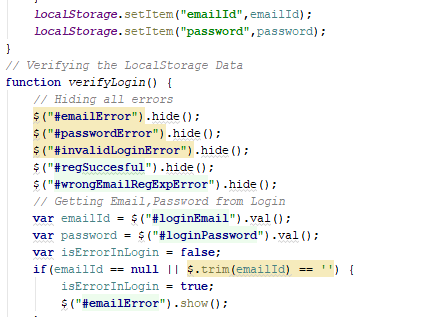 }
localStorage.setItem("emailId",emailId);
localStorage.setItem("password",password);
}
// Verifying the LocalStorage Data
function verifyLogin() {
// Hiding all errors
$("#emailError").hide();
$("#passwordError").hide();
$("#invalidLoginError").hide();
$("#regSuccesful").hide();
$("#wrongEmailRegExpError").hide();
// Getting Email,Password from Login
var emailId = $("#loginEmail").val();
var password = $("#loginPassword").val();
var isErrorInLogin = false;
if(emailId == null || $.trim(emailId) == '') {
isErrorInLogin = true;
$("#emailError").show();